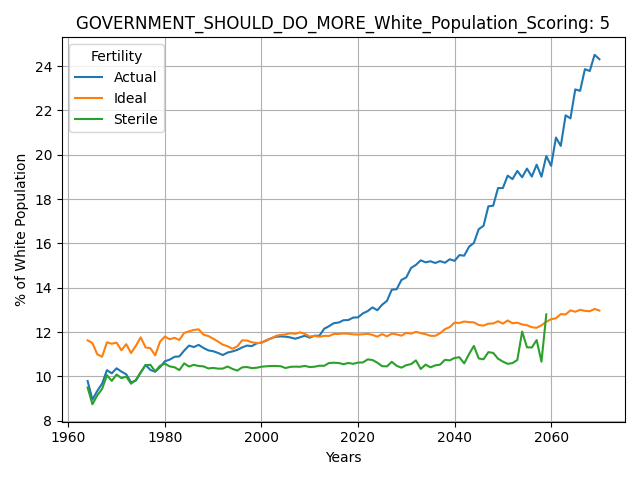 GOVERNMENT_SHOULD_DO_MORE_White_Population_Scoring: 5
Fertility
Actual
Ideal
Sterile
% of White Population
24
22
20
18
16
14
12
10
8
1960
1980
2000
2020
2040
2060
Years